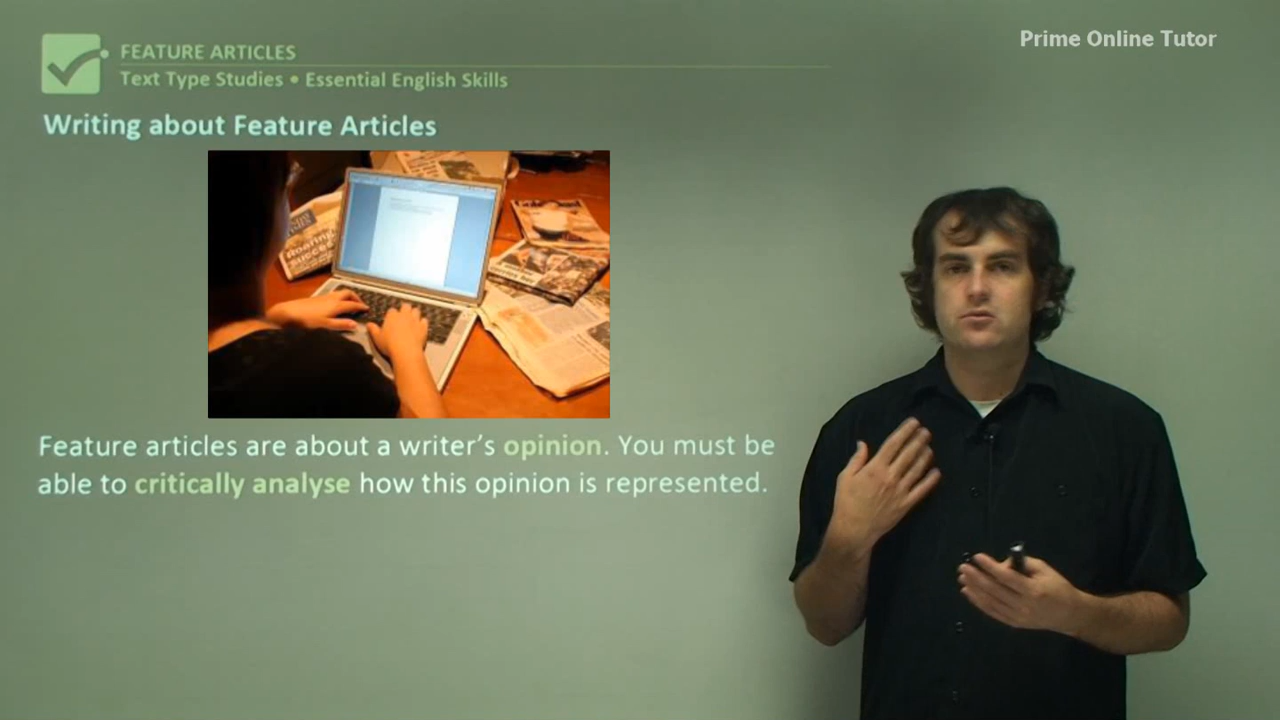 Prime Online Tutor
FEATURE ARTICLES
Text Type Studies • Essential English Skills
Writing about Feature Articles
Roaring
Feature articles are about a writer's opinion. You must be
able to critically analyse how this opinion is represented.